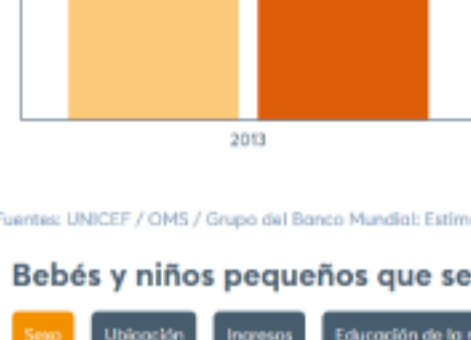 2013
Fuentes: UNICEF / OMS / Grupo del Banco Mundial: Estim
Bebés y niños pequeños que se
Sexo
Ubicación
Ingresos
Educación de la